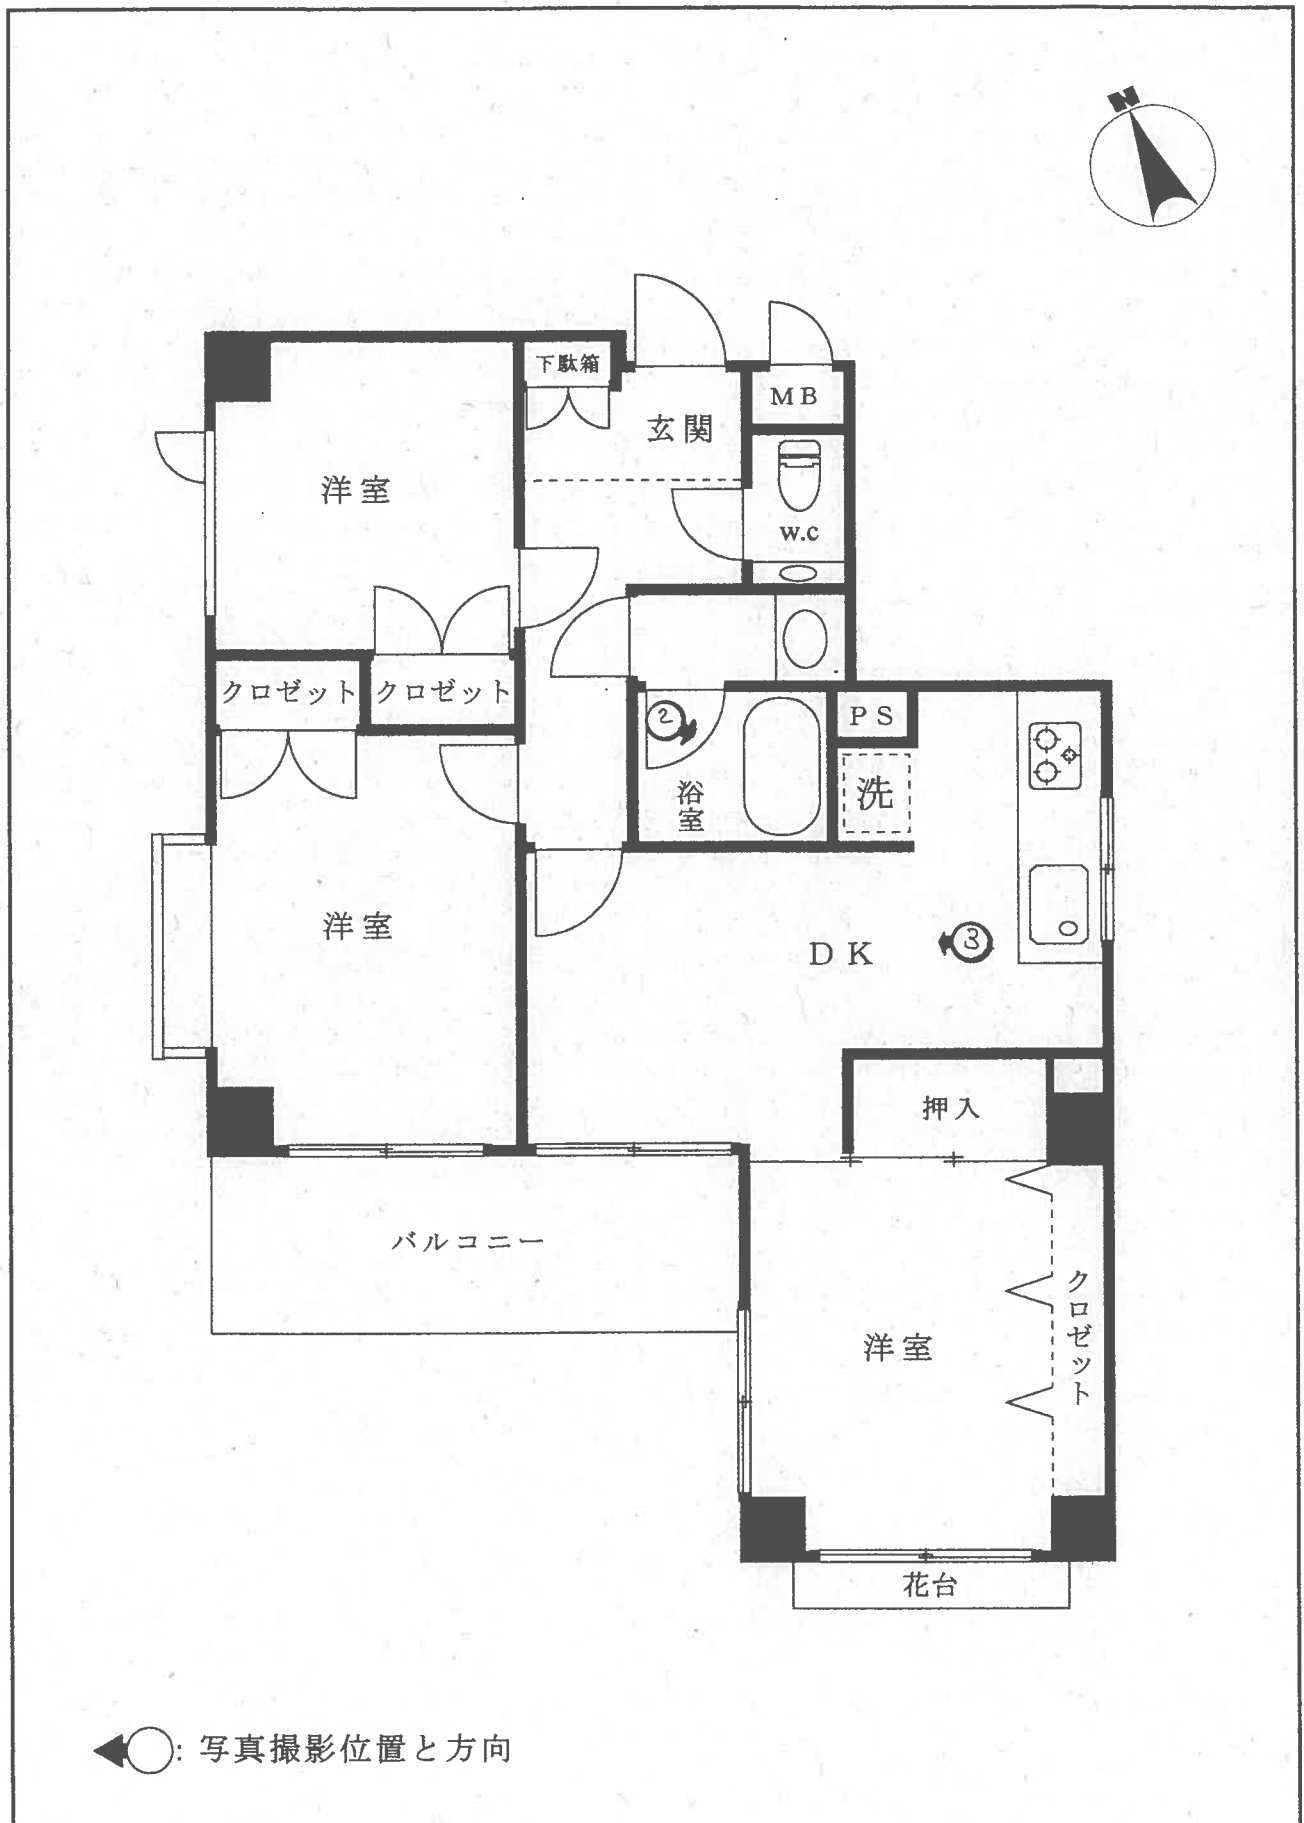 N
下駄箱
MB
玄関
洋室
w.c
クロゼット
クロゼット
2
PS
洗
浴室
洋室
DK
3
押入
バルコニー
クロゼット
洋室
花台
: 写真撮影位置と方向